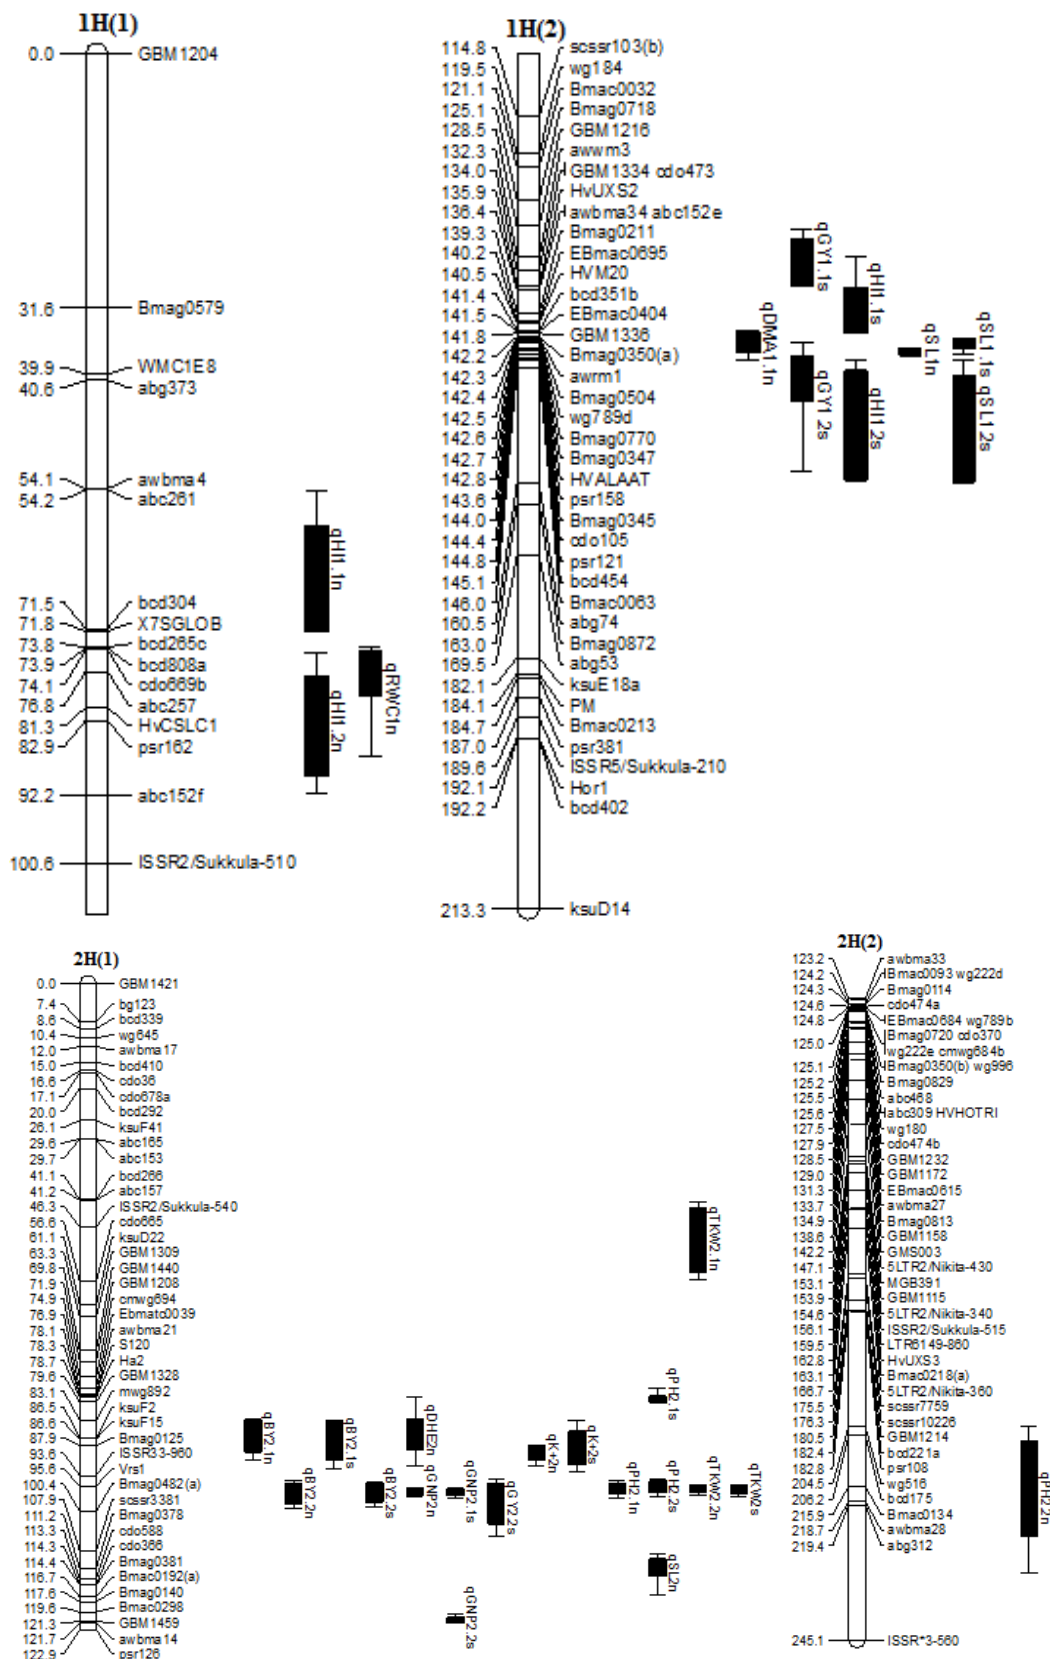 1H(1)
0.0 GBM1204
31.6 Bmag0579
39.9 WMC1E8
40.6 abg373
54.1 awbma4
54.2 abc261
71.5 bcd304
71.8 X7SGLOB
73.8 bcd265c
73.9 bcd808a
74.1 cdo669b
76.8 abc257
81.3 HvCSLC1
82.9 psr162
92.2 abc152f
100.6 ISSR2/Sukkula-510
qHI1.1n
qHI1.2n
qRWC1n
1H(2)
114.8 scssr103(b)
119.5 wg184
121.1 Bmac0032
125.1 Bmag0718
128.5 GBM1216
132.3 awwm3
134.0 GBM1334 cdo473
135.9 HvUXS2
136.4 awbma34 abc152e
139.3 Bmag0211
140.2 EBmac0695
140.5 HVM20
141.4 bcd351b
141.5 EBmac0404
141.8 GBM1336
142.2 Bmag0350(a)
142.3 awrm1
142.4 Bmag0504
142.5 wg789d
142.6 Bmag0770
142.7 Bmag0347
142.8 HVALAAT
143.6 psr158
144.0 Bmag0345
144.4 cdo105
144.8 psr121
145.1 bcd454
146.0 Bmac0063
160.5 abg74
163.0 Bmag0872
169.5 abg53
182.1 ksuE18a
184.1 PM
184.7 Bmac0213
187.0 psr381
189.6 ISSR5/Sukkula-210
192.1 Hor1
192.2 bcd402
213.3 ksuD14
qDMA1.1n
qGY1.1s
qGY1.2s
qHI1.1s
qHI1.2s
qSL1n
qSL1.1s
qSL1.2s
2H(1)
0.0 GBM1421
7.4 bg123
8.6 bcd339
10.4 wg645
12.0 awbma17
15.0 bcd410
16.6 cdo36
17.1 cdo678a
20.0 bcd292
26.1 ksuF41
29.6 abc165
29.7 abc153
41.1 bcd266
41.2 abc157
46.3 ISSR2/Sukkula-540
56.6 cdo665
61.1 ksuD22
63.3 GBM1309
69.8 GBM1440
71.9 GBM1208
74.9 cmwg694
76.9 Ebmatc0039
78.1 awbma21
78.3 S120
78.7 Ha2
79.6 GBM1328
83.1 mwg892
86.5 ksuF2
86.6 ksuF15
87.9 Bmag0125
93.6 ISSR33-960
95.6 Vrs1
100.4 Bmag0482(a)
107.9 scssr3381
111.2 Bmag0378
113.3 cdo588
114.3 cdo366
114.4 Bmag0381
116.7 Bmac0192(a)
117.6 Bmag0140
119.6 Bmac0298
121.3 GBM1459
121.7 awbma14
122.9 psr126
qBY2.1n
qBY2.2n
qBY2.1s
qBY2.2s
qDHE2n
qGNP2n
qGNP2.1s
qGNP2.2s
qGY2.2s
qK+2n
qK+2s
qPH2.1n
qPH2.1s
qPH2.2s
qSL2n
qTKW2.1n
qTKW2.2n
qTKW2s
2H(2)
123.2 awbma33
124.2 Bmac0093 wg222d
124.3 Bmag0114
124.6 cdo474a
124.8 EBmac0684 wg789b
125.0 Bmag0720 cdo370
wg222e cmwg684b
125.1 Bmag0350(b) wg996
125.2 Bmag0829
125.5 abc468
125.6 abc309 HVHOTRI
127.5 wg180
127.9 cdo474b
128.5 GBM1232
129.0 GBM1172
131.3 EBmac0615
133.7 awbma27
134.9 Bmag0813
138.6 GBM1158
142.2 GMS003
147.1 5LTR2/Nikita-430
153.1 MGB391
153.9 GBM1115
154.6 5LTR2/Nikita-340
156.1 ISSR2/Sukkula-515
159.5 LTR6149-860
162.8 HvUXS3
163.1 Bmac0218(a)
166.7 5LTR2/Nikita-360
175.5 scssr7759
176.3 scssr10226
180.5 GBM1214
182.4 bcd221a
182.8 psr108
204.5 wg516
206.2 bcd175
215.9 Bmac0134
218.7 awbma28
219.4 abg312
245.1 ISSR*3-560
qPH2.2n